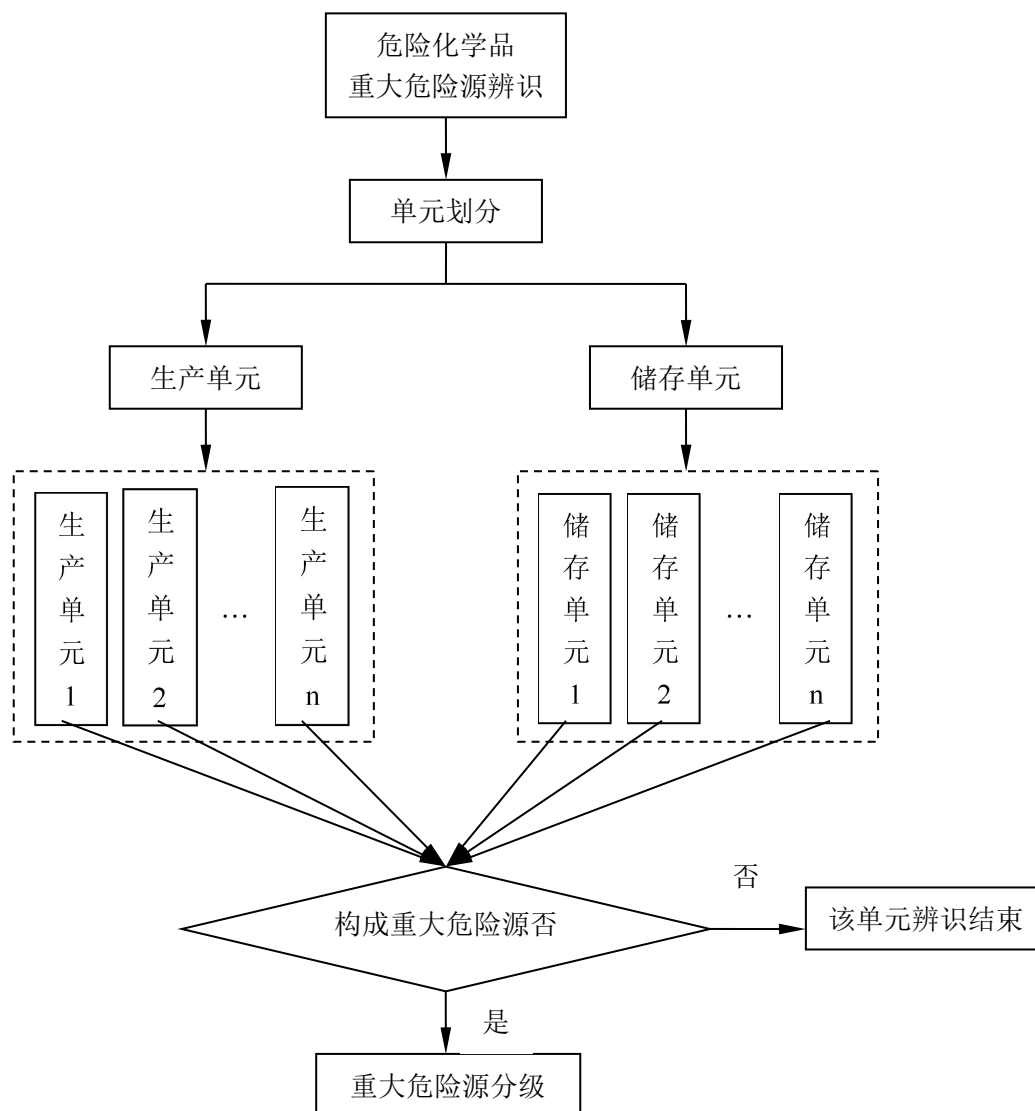 危险化学品
重大危险源辨识
单元划分
生产单元
储存单元
生产单元1
生产单元2
…
生产单元n
储存单元1
储存单元2
…
储存单元n
构成重大危险源否
否
该单元辨识结束
是
重大危险源分级